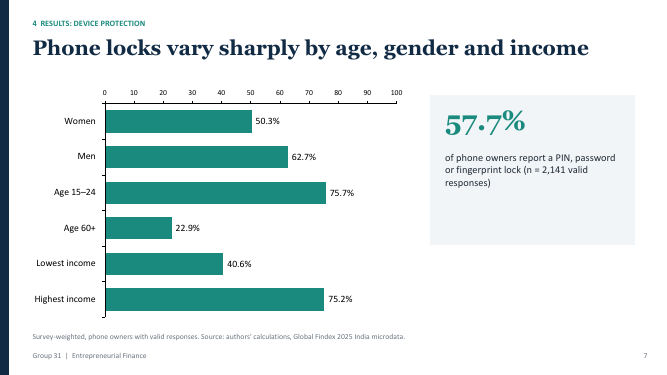 4 RESULTS: DEVICE PROTECTION
Phone locks vary sharply by age, gender and income
0 10 20 30 40 50 60 70 80 90 100
Women 50.3%
Men 62.7%
Age 15–24 75.7%
Age 60+ 22.9%
Lowest income 40.6%
Highest income 75.2%
57.7%
of phone owners report a PIN, password
or fingerprint lock (n = 2,141 valid
responses)
Survey-weighted, phone owners with valid responses. Source: authors' calculations, Global Findex 2025 India microdata.
Group 31 | Entrepreneurial Finance
7